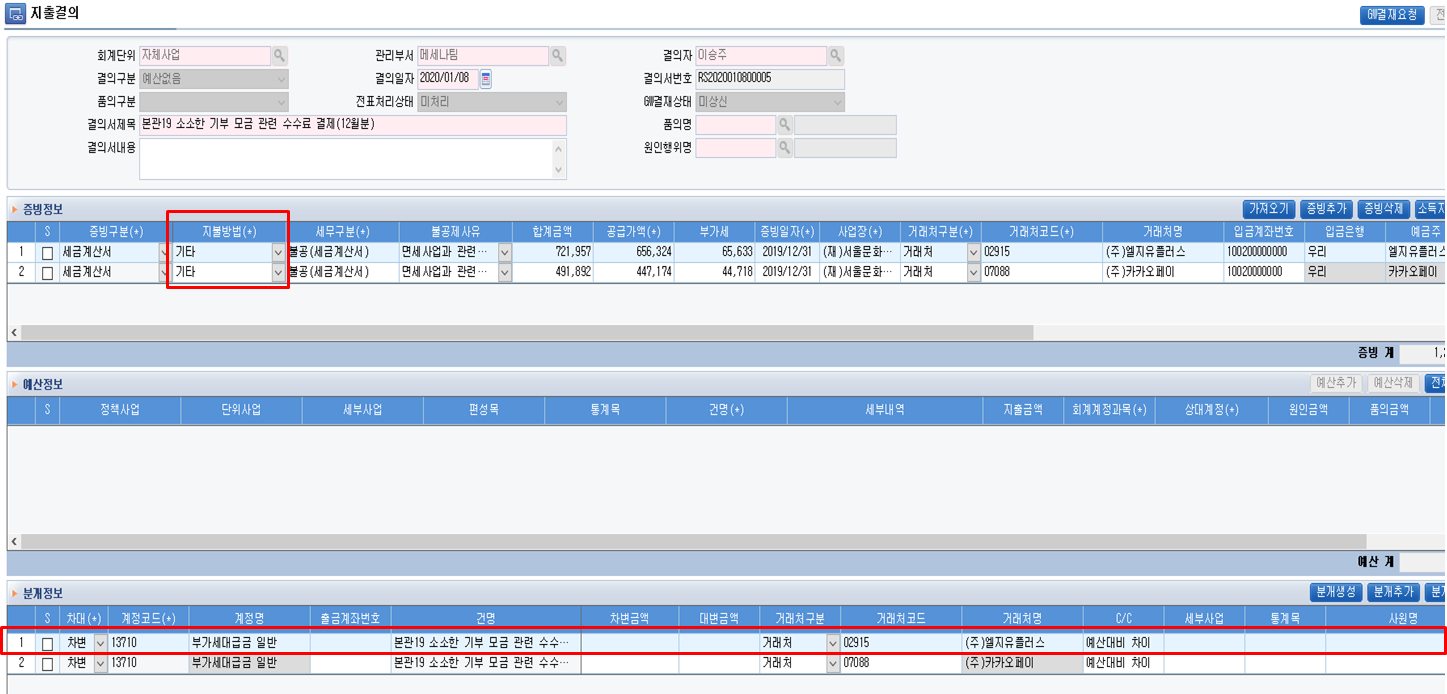 지출결의
GW결재요청 전
회계단위 자체사업 관리부서 메세나팀 결의자 이승주
결의구분 예산없음 결의일자 2020/01/08 결의서번호 RS2020010800005
품의구분 전표처리상태 미처리 GW결재상태 미상신
결의서제목 본관19 소소한 기부 모금 관련 수수료 결제(12월분) 품의명
결의서내용 원인행위명
증빙정보 가져오기 증빙추가 증빙삭제 소득자
S 증빙구분(*) 지불방법(*) 세무구분(*) 불공제사유 합계금액 공급가액(*) 부가세 증빙일자(*) 사업장(*) 거래처구분(*) 거래처코드(*) 거래처명 입금계좌번호 입금은행 예금주
1 세금계산서 기타 불공(세금계산서) 면세사업과 관련… 721,957 656,324 65,633 2019/12/31 (재)서울문화… 거래처 02915 (주)엘지유플러스 100200000000 우리 엘지유플러스
2 세금계산서 기타 불공(세금계산서) 면세사업과 관련… 491,892 447,174 44,718 2019/12/31 (재)서울문화… 거래처 07088 (주)카카오페이 10020000000 우리 카카오페이
증빙 계 1,
예산정보 예산추가 예산삭제 전체
S 정책사업 단위사업 세부사업 편성목 통계목 건명(*) 세부내역 지출금액 회계계정과목(*) 상대계정(*) 원인금액 품의금액
예산 계
분개정보 분개생성 분개추가 분개
S 차대(*) 계정코드(*) 계정명 출금계좌번호 건명 차변금액 대변금액 거래처구분 거래처코드 거래처명 C/C 세부사업 통계목 사원명
1 차변 13710 부가세대급금 일반 본관19 소소한 기부 모금 관련 수수… 거래처 02915 (주)엘지유플러스 예산대비 차이
2 차변 13710 부가세대급금 일반 본관19 소소한 기부 모금 관련 수수… 거래처 07088 (주)카카오페이 예산대비 차이